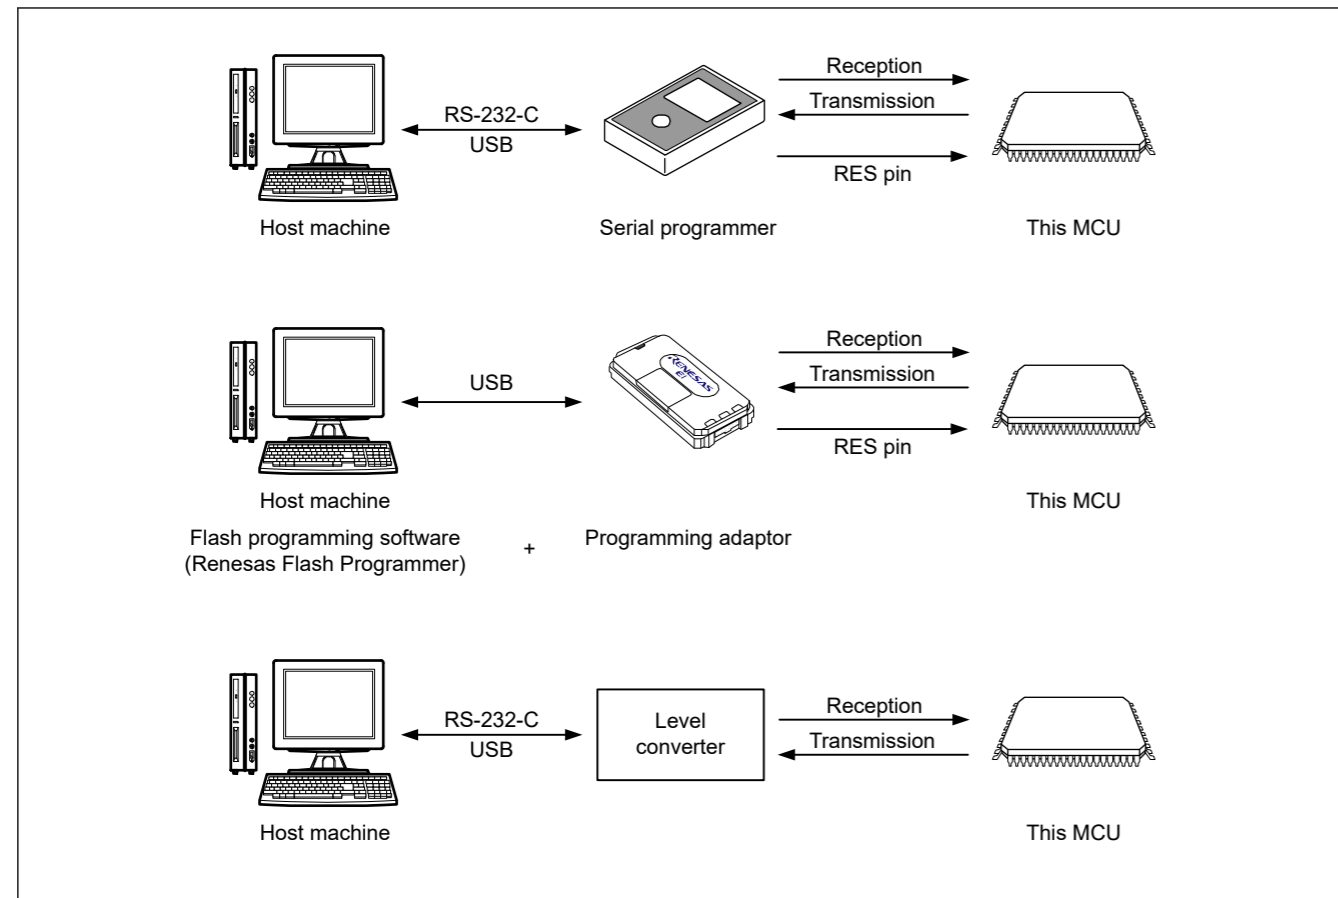 Reception
RS-232-C
Transmission
USB
RES pin
Host machine
Serial programmer
This MCU
Reception
USB
Transmission
RENESAS
E1
RES pin
Host machine
This MCU
Flash programming software
+
Programming adaptor
(Renesas Flash Programmer)
Reception
RS-232-C
Level
Transmission
USB
converter
Host machine
This MCU